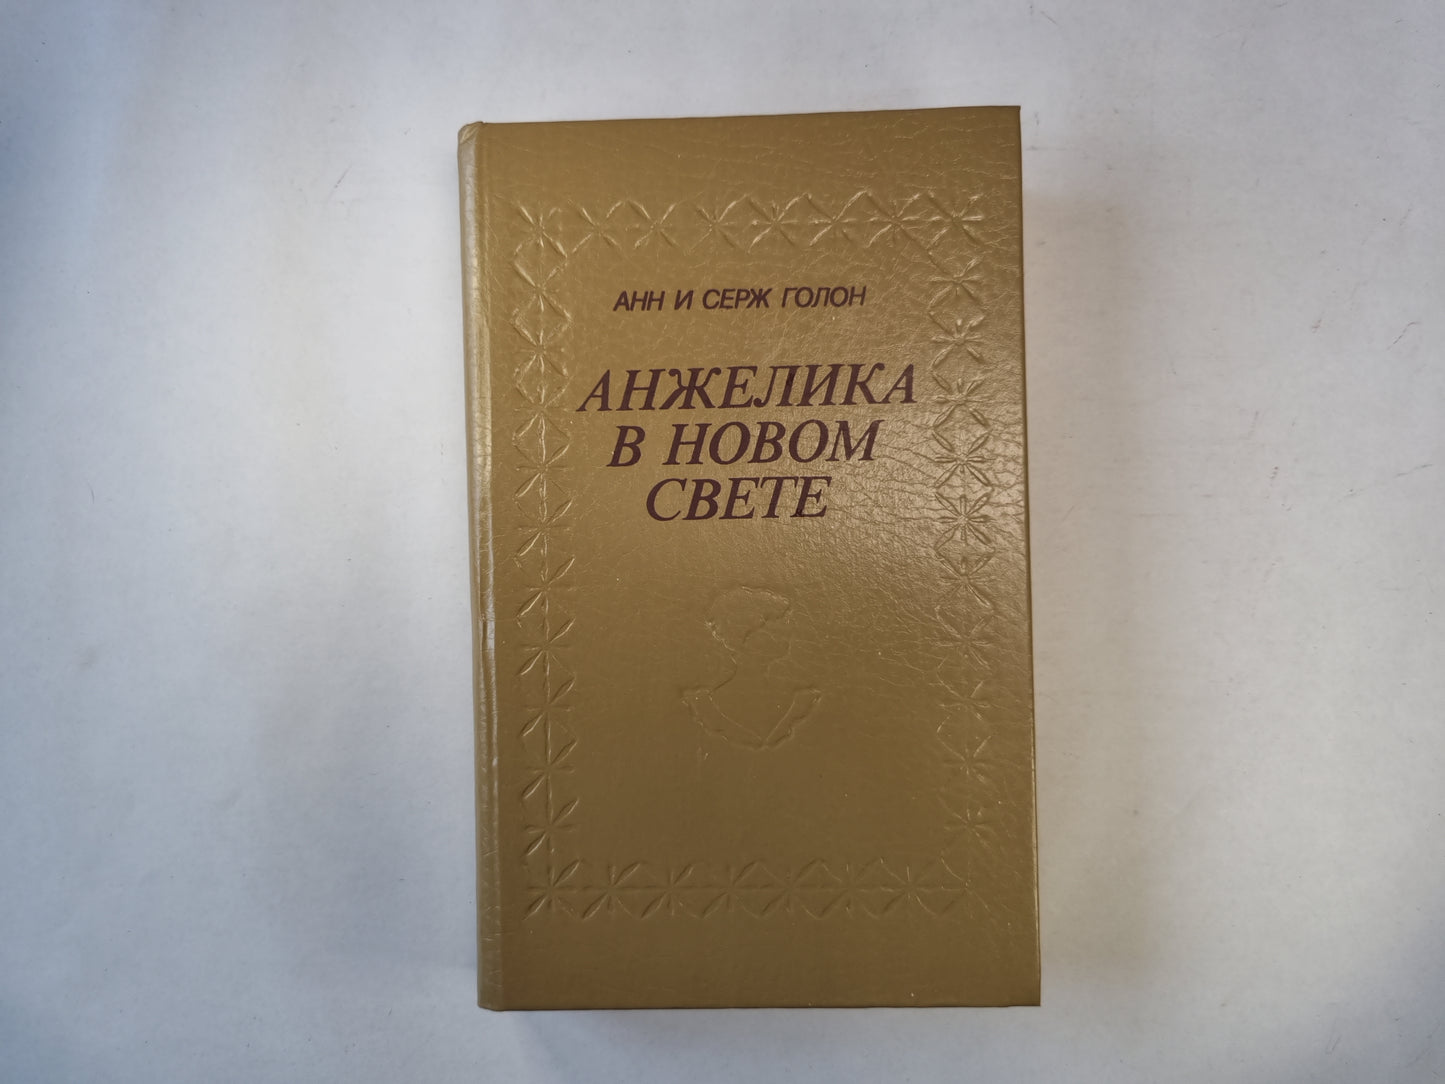 АНН И СЕРЖ ГОЛОН
АНЖЕЛИКА
В НОВОМ
СВЕТЕ